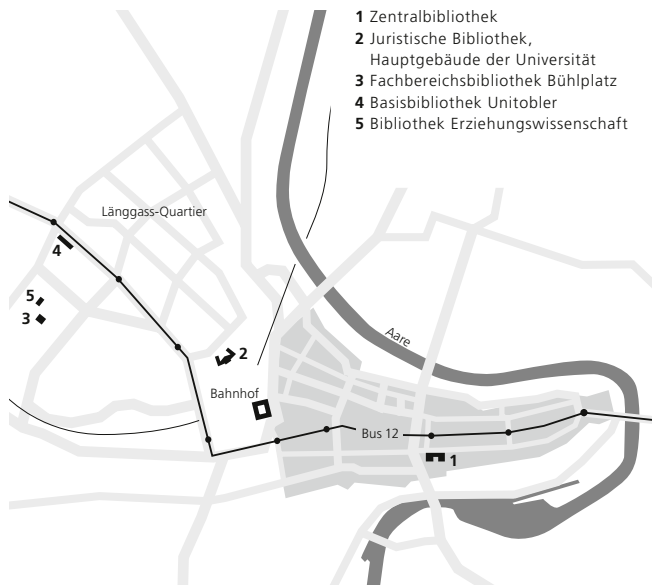 1 Zentralbibliothek
2 Juristische Bibliothek,
Hauptgebäude der Universität
3 Fachbereichsbibliothek Bühlplatz
4 Basisbibliothek Unitobler
5 Bibliothek Erziehungswissenschaft
Länggass-Quartier
4
5
3
2
Aare
Bahnhof
Bus 12
1